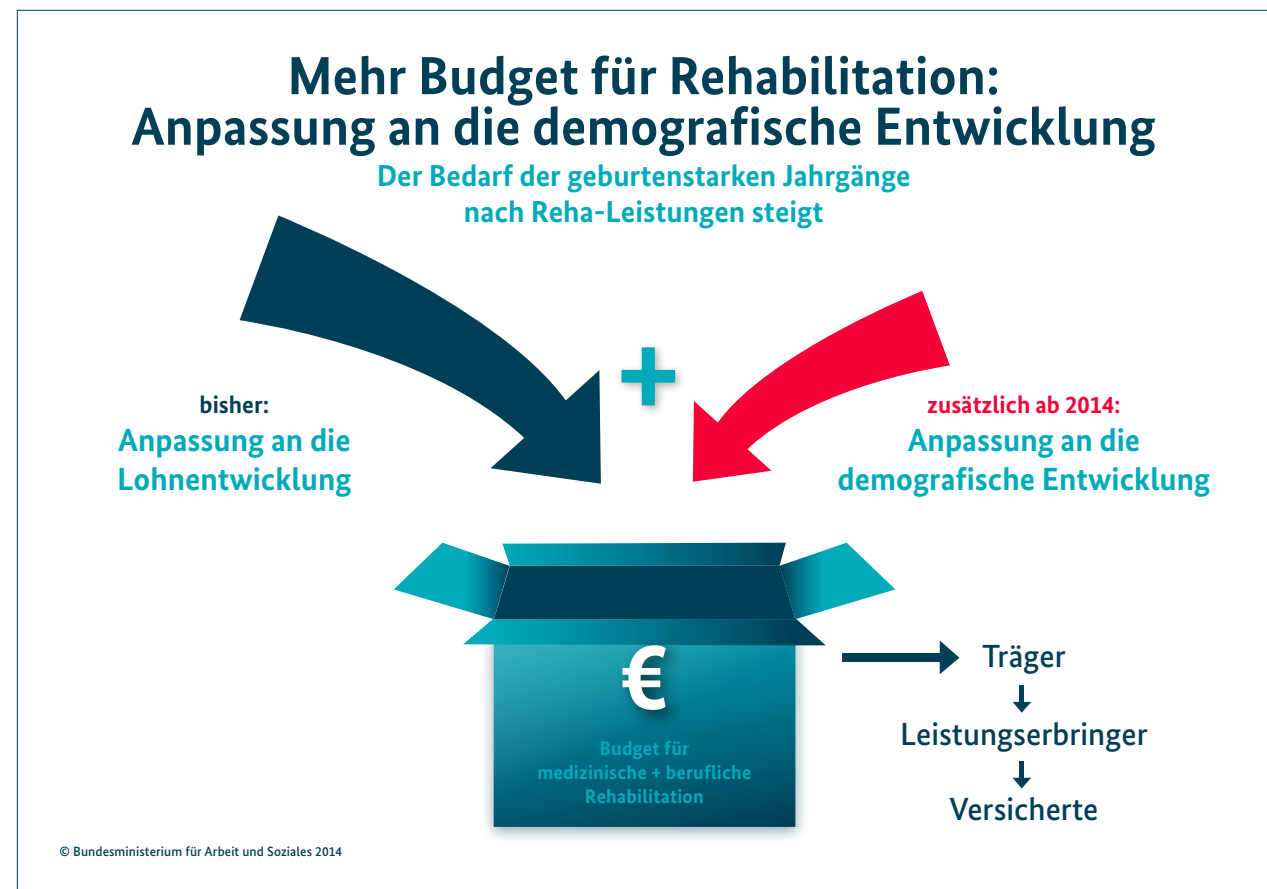 Mehr Budget für Rehabilitation:
Anpassung an die demografische Entwicklung
Der Bedarf der geburtenstarken Jahrgänge
nach Reha-Leistungen steigt
+
bisher:
Anpassung an die
Lohnentwicklung
zusätzlich ab 2014:
Anpassung an die
demografische Entwicklung
€
Budget für
medizinische + berufliche
Rehabilitation
Träger
Leistungserbringer
Versicherte
© Bundesministerium für Arbeit und Soziales 2014